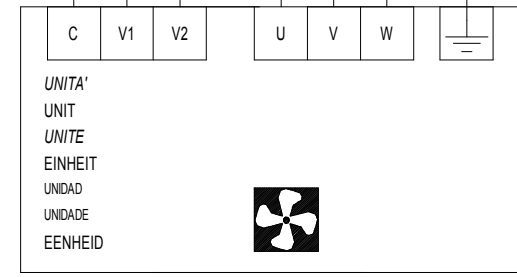 C V1 V2 U V W
UNITA'
UNIT
UNITE
EINHEIT
UNIDAD
UNIDADE
EENHEID